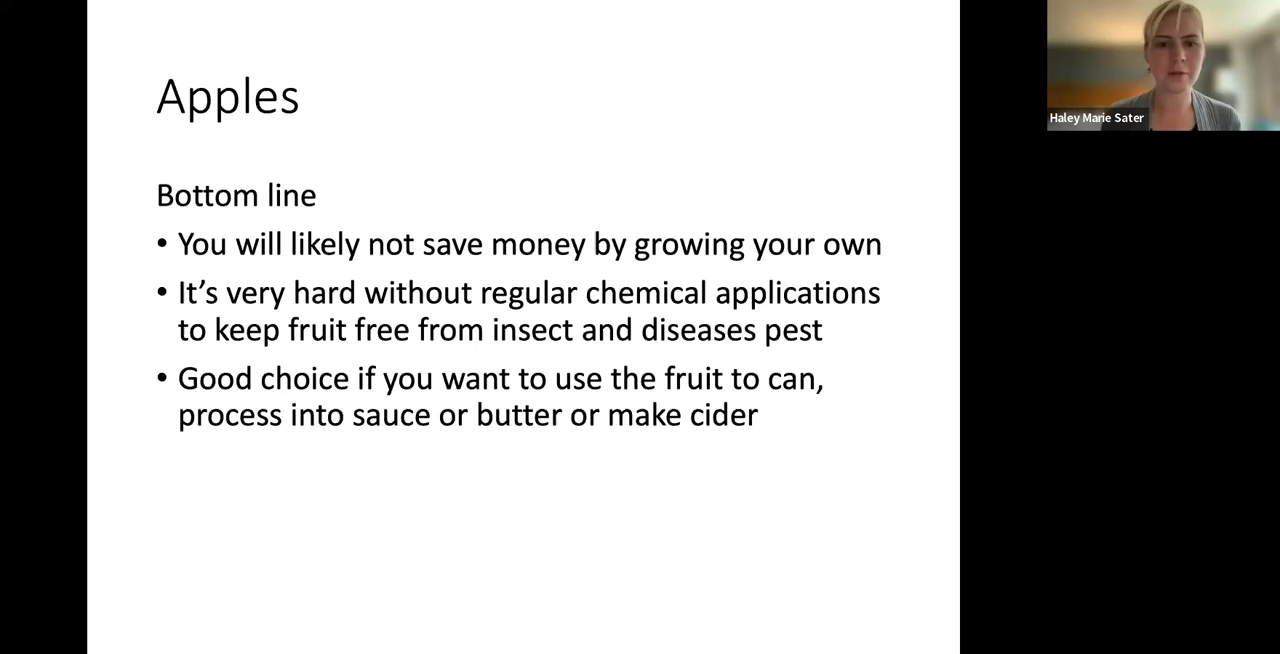 Apples
Haley Marie Sater
Bottom line
• You will likely not save money by growing your own
• It’s very hard without regular chemical applications
to keep fruit free from insect and diseases pest
• Good choice if you want to use the fruit to can,
process into sauce or butter or make cider